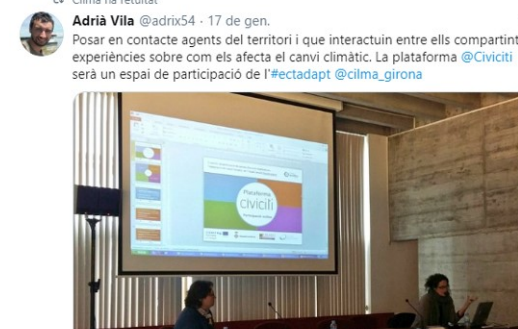 Cilma ha retuitat
Adrià Vila @adrix54 · 17 de gen.
Posar en contacte agents del territori i que interactuin entre ells compartint
experiències sobre com els afecta el canvi climàtic. La plataforma @Civiciti
serà un espai de participació de l'#ectadapt @cilma_girona
Plataforma
civiciti